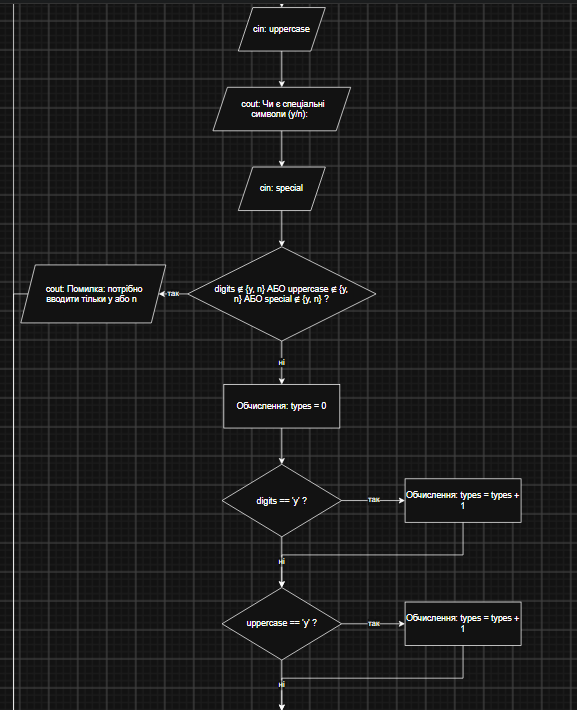 cin: uppercase
cout: Чи є спеціальні
символи (y/n):
cin: special
digits ∉ {y, n} АБО uppercase ∉ {y,
n} АБО special ∉ {y, n} ?
так
cout: Помилка: потрібно
вводити тільки y або n
ні
Обчислення: types = 0
digits == 'y' ?
так
Обчислення: types = types +
1
ні
uppercase == 'y' ?
так
Обчислення: types = types +
1
ні